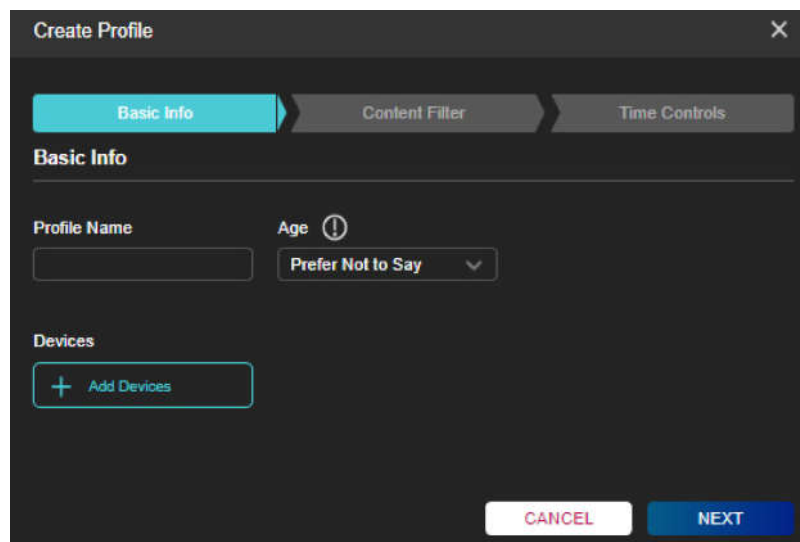 Create Profile
Basic Info
Content Filter
Time Controls
Basic Info
Profile Name
Age
Prefer Not to Say
Devices
Add Devices
CANCEL
NEXT